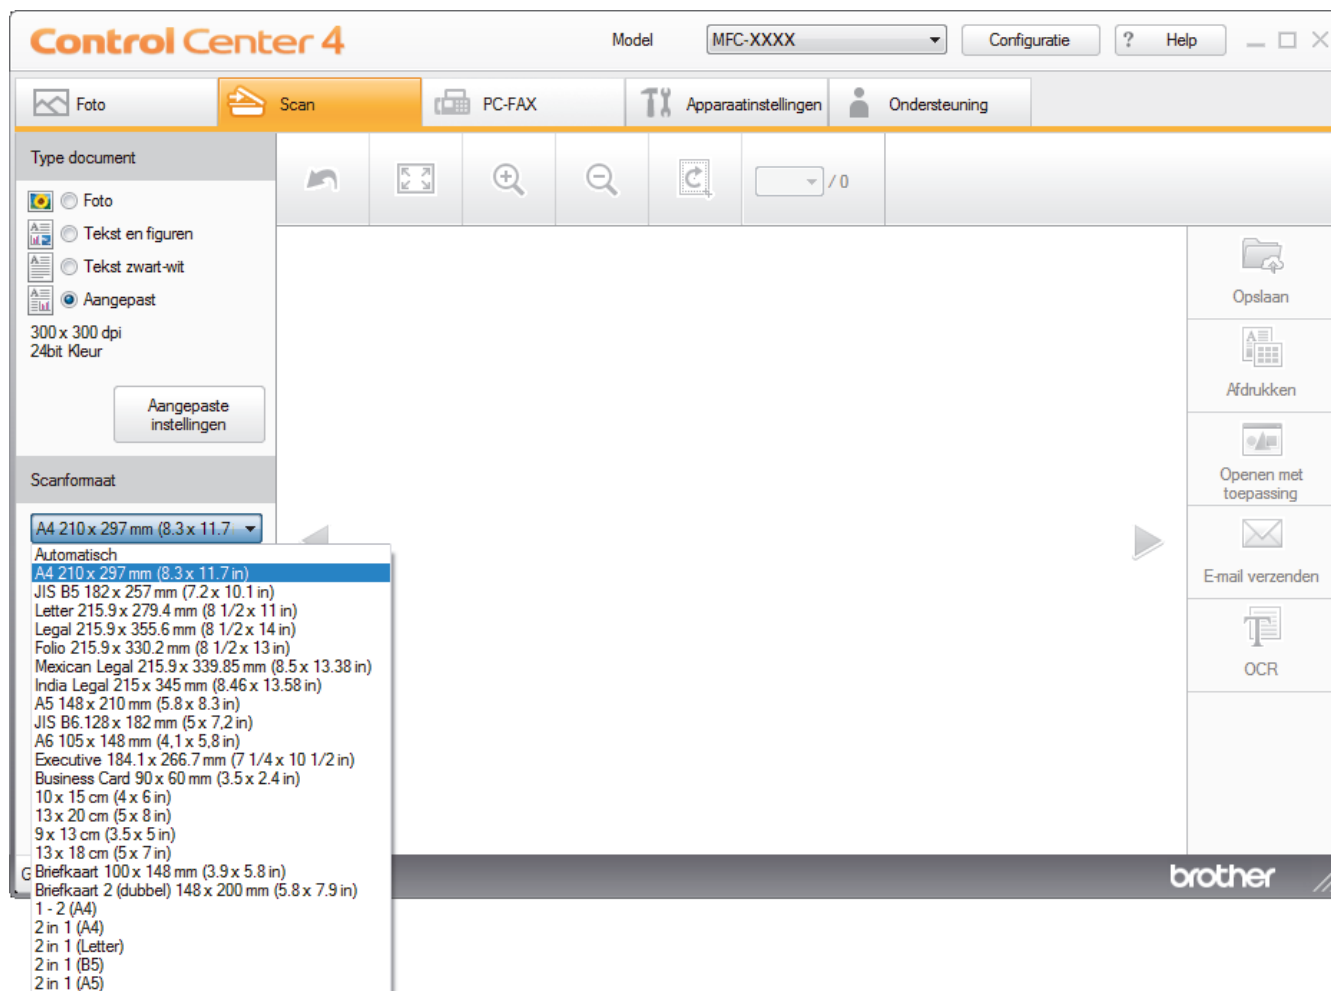 Control Center 4
Model
MFC-XXXX
Configuratie
? Help
Foto
Scan
PC-FAX
Apparaatinstellingen
Ondersteuning
Type document
Foto
Tekst en figuren
Tekst zwart-wit
Aangepast
300 x 300 dpi
24bit Kleur
Aangepaste
instellingen
/ 0
Scanformaat
A4 210 x 297 mm (8.3 x 11.7
Automatisch
A4 210 x 297 mm (8.3 x 11.7 in)
JIS B5 182 x 257 mm (7.2 x 10.1 in)
Letter 215.9 x 279.4 mm (8 1/2 x 11 in)
Legal 215.9 x 355.6 mm (8 1/2 x 14 in)
Folio 215.9 x 330.2 mm (8 1/2 x 13 in)
Mexican Legal 215.9 x 339.85 mm (8.5 x 13.38 in)
India Legal 215 x 345 mm (8.46 x 13.58 in)
A5 148 x 210 mm (5.8 x 8.3 in)
JIS B6.128 x 182 mm (5 x 7,2 in)
A6 105 x 148 mm (4,1 x 5,8 in)
Executive 184.1 x 266.7 mm (7 1/4 x 10 1/2 in)
Business Card 90 x 60 mm (3.5 x 2.4 in)
10 x 15 cm (4 x 6 in)
13 x 20 cm (5 x 8 in)
9 x 13 cm (3.5 x 5 in)
13 x 18 cm (5 x 7 in)
Briefkaart 100 x 148 mm (3.9 x 5.8 in)
Briefkaart 2 (dubbel) 148 x 200 mm (5.8 x 7.9 in)
1 - 2 (A4)
2 in 1 (A4)
2 in 1 (Letter)
2 in 1 (B5)
2 in 1 (A5)
Opslaan
Afdrukken
Openen met
toepassing
E-mail verzenden
OCR
brother